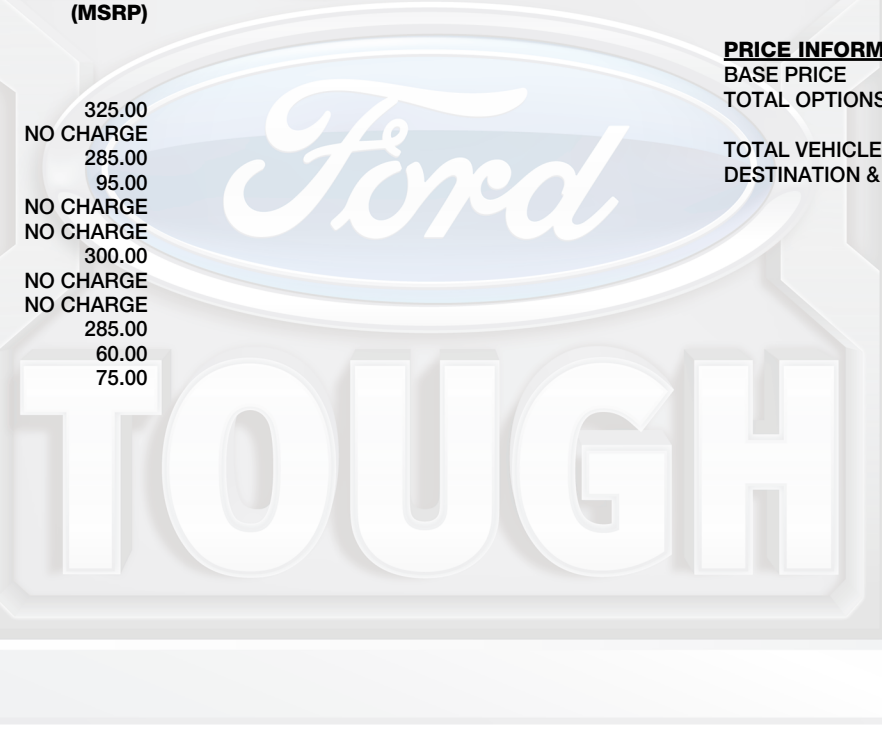 (MSRP)
325.00
NO CHARGE
285.00
95.00
NO CHARGE
NO CHARGE
300.00
NO CHARGE
NO CHARGE
285.00
60.00
75.00
PRICE
BASE PRICE
TOTAL OPTIONS
TOTAL VEHICLE
DESTINATION &
Ford
TOUGH